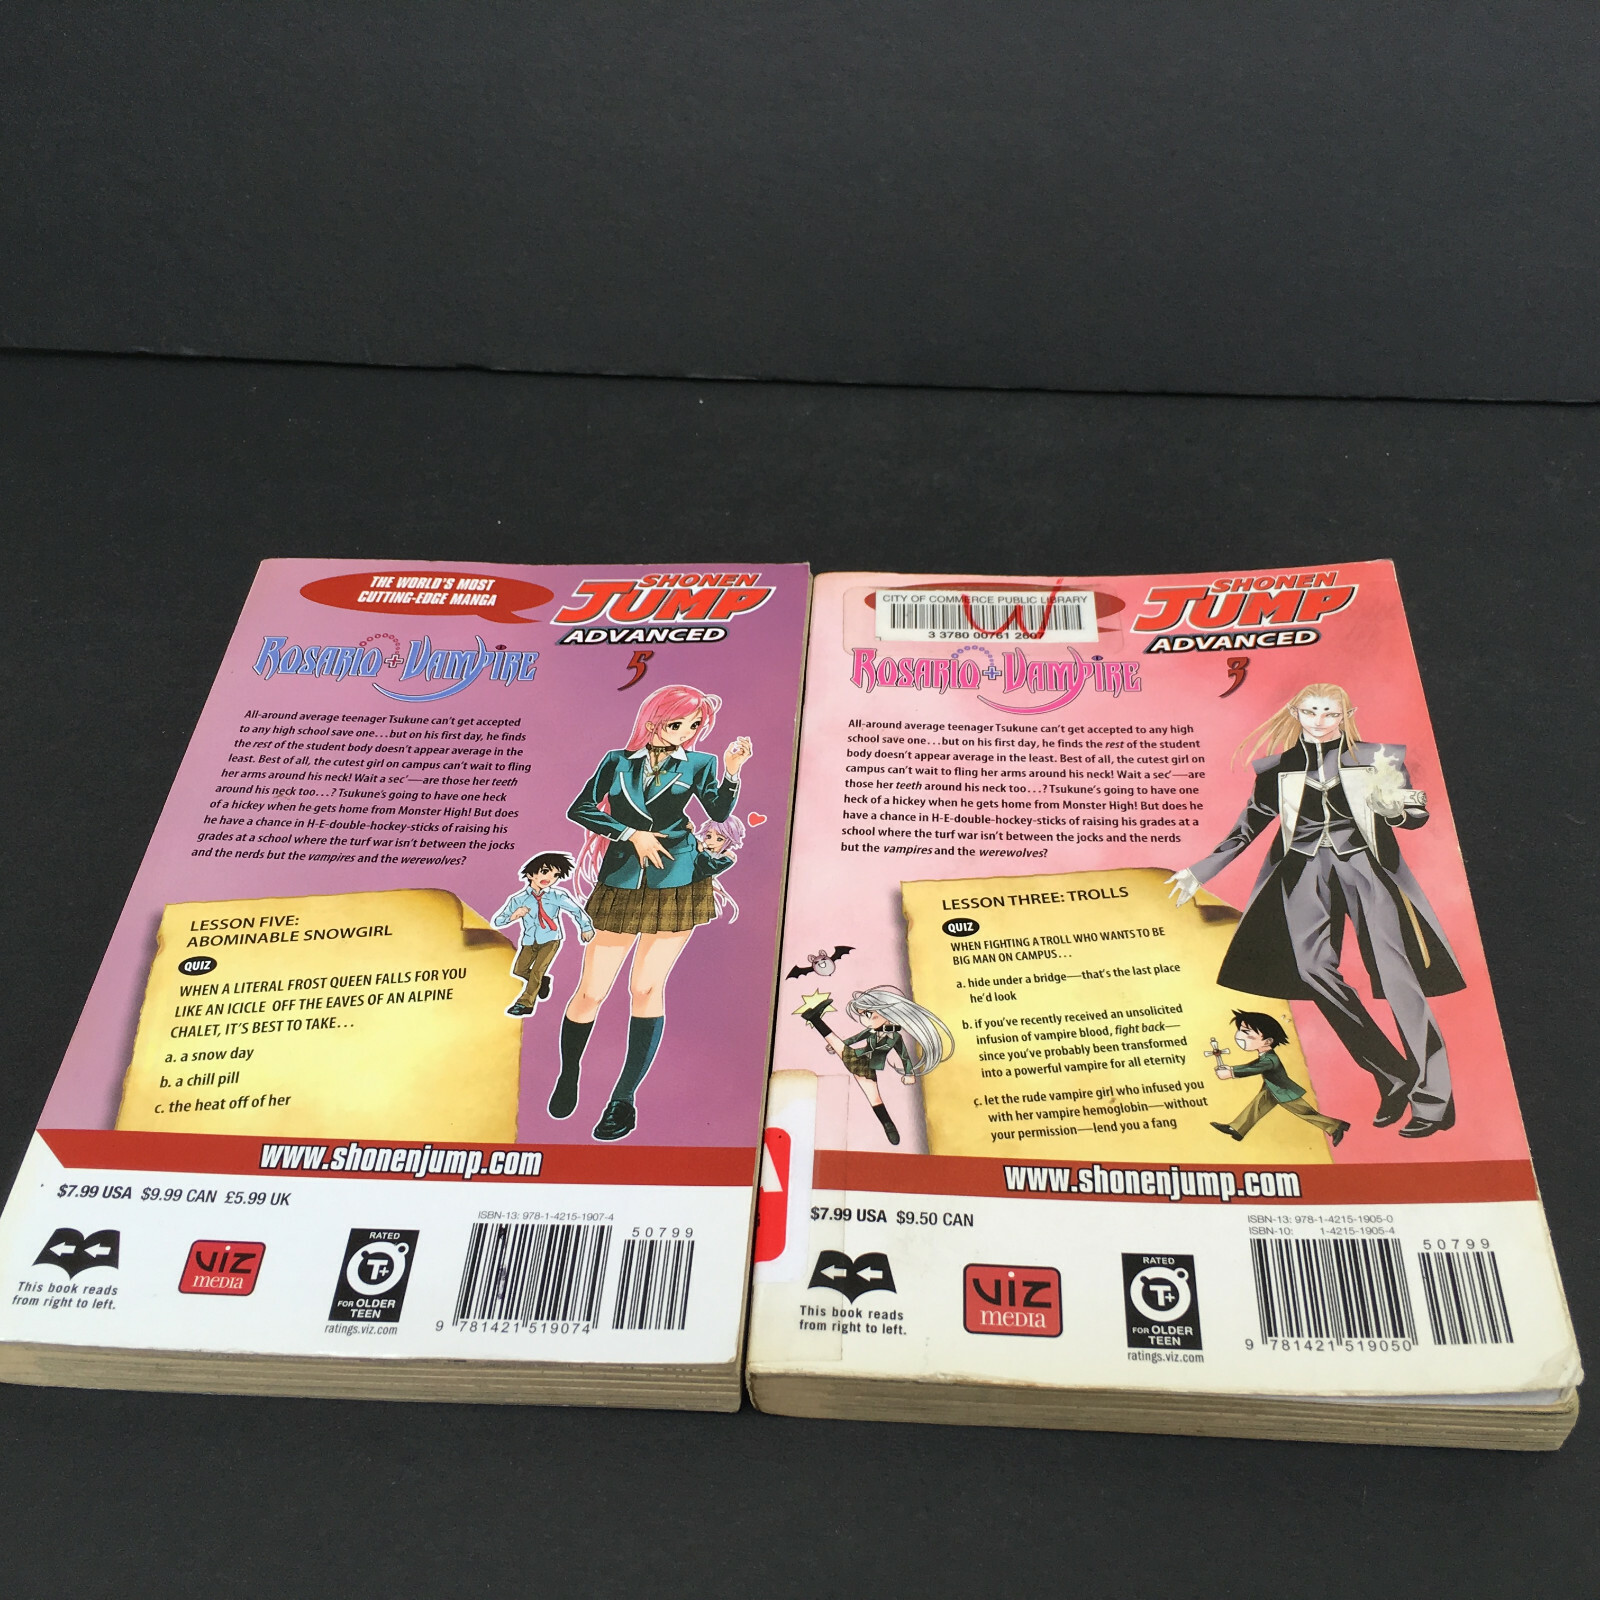 THE WORLD'S MOST
CUTTING-EDGE MANGA
SHONEN
JUMP
ADVANCED
ROSARIO+VAMPIRE
5
All-around average teenager Tsukune can't get accepted
to any high school save one...but on his first day, he finds
the rest of the student body doesn't appear average in the
least. Best of all, the cutest girl on campus can't wait to fling
her arms around his neck! Wait a sec'—are those her teeth
around his neck too...? Tsukune's going to have one heck
of a hickey when he gets home from Monster High! But does
he have a chance in H-E-double-hockey-sticks of raising his
grades at a school where the turf war isn't between the jocks
and the nerds but the vampires and the werewolves?
LESSON FIVE:
ABOMINABLE SNOWGIRL
QUIZ
WHEN A LITERAL FROST QUEEN FALLS FOR YOU
LIKE AN ICICLE OFF THE EAVES OF AN ALPINE
CHALET, IT'S BEST TO TAKE...
a. a snow day
b. a chill pill
c. the heat off of her
www.shonenjump.com
$7.99 USA $9.99 CAN £5.99 UK
This book reads
from right to left.
VIZ
MEDIA
RATED
T+
FOR OLDER
TEEN
ratings.viz.com
ISBN-13: 978-1-4215-1907-4
50799
9 781421 519074
CITY OF COMMERCE PUBLIC LIBRARY
W
3 3780 00761 2607
SHONEN
JUMP
ADVANCED
ROSARIO+VAMPIRE
3
All-around average teenager Tsukune can't get accepted to any high
school save one...but on his first day, he finds the rest of the student
body doesn't appear average in the least. Best of all, the cutest girl on
campus can't wait to fling her arms around his neck! Wait a sec'—are
those her teeth around his neck too...? Tsukune's going to have one
heck of a hickey when he gets home from Monster High! But does he
have a chance in H-E-double-hockey-sticks of raising his grades at a
school where the turf war isn't between the jocks and the nerds
but the vampires and the werewolves?
LESSON THREE: TROLLS
QUIZ
WHEN FIGHTING A TROLL WHO WANTS TO BE
BIG MAN ON CAMPUS...
a. hide under a bridge—that's the last place
he'd look
b. if you've recently received an unsolicited
infusion of vampire blood, fight back—
since you've probably been transformed
into a powerful vampire for all eternity
c. let the rude vampire girl who infused you
with her vampire hemoglobin—without
your permission—lend you a fang
www.shonenjump.com
$7.99 USA $9.50 CAN
This book reads
from right to left.
VIZ
MEDIA
RATED
T+
FOR OLDER
TEEN
ratings.viz.com
ISBN-13: 978-1-4215-1905-0
ISBN-10: 1-4215-1905-4
50799
9 781421 519050